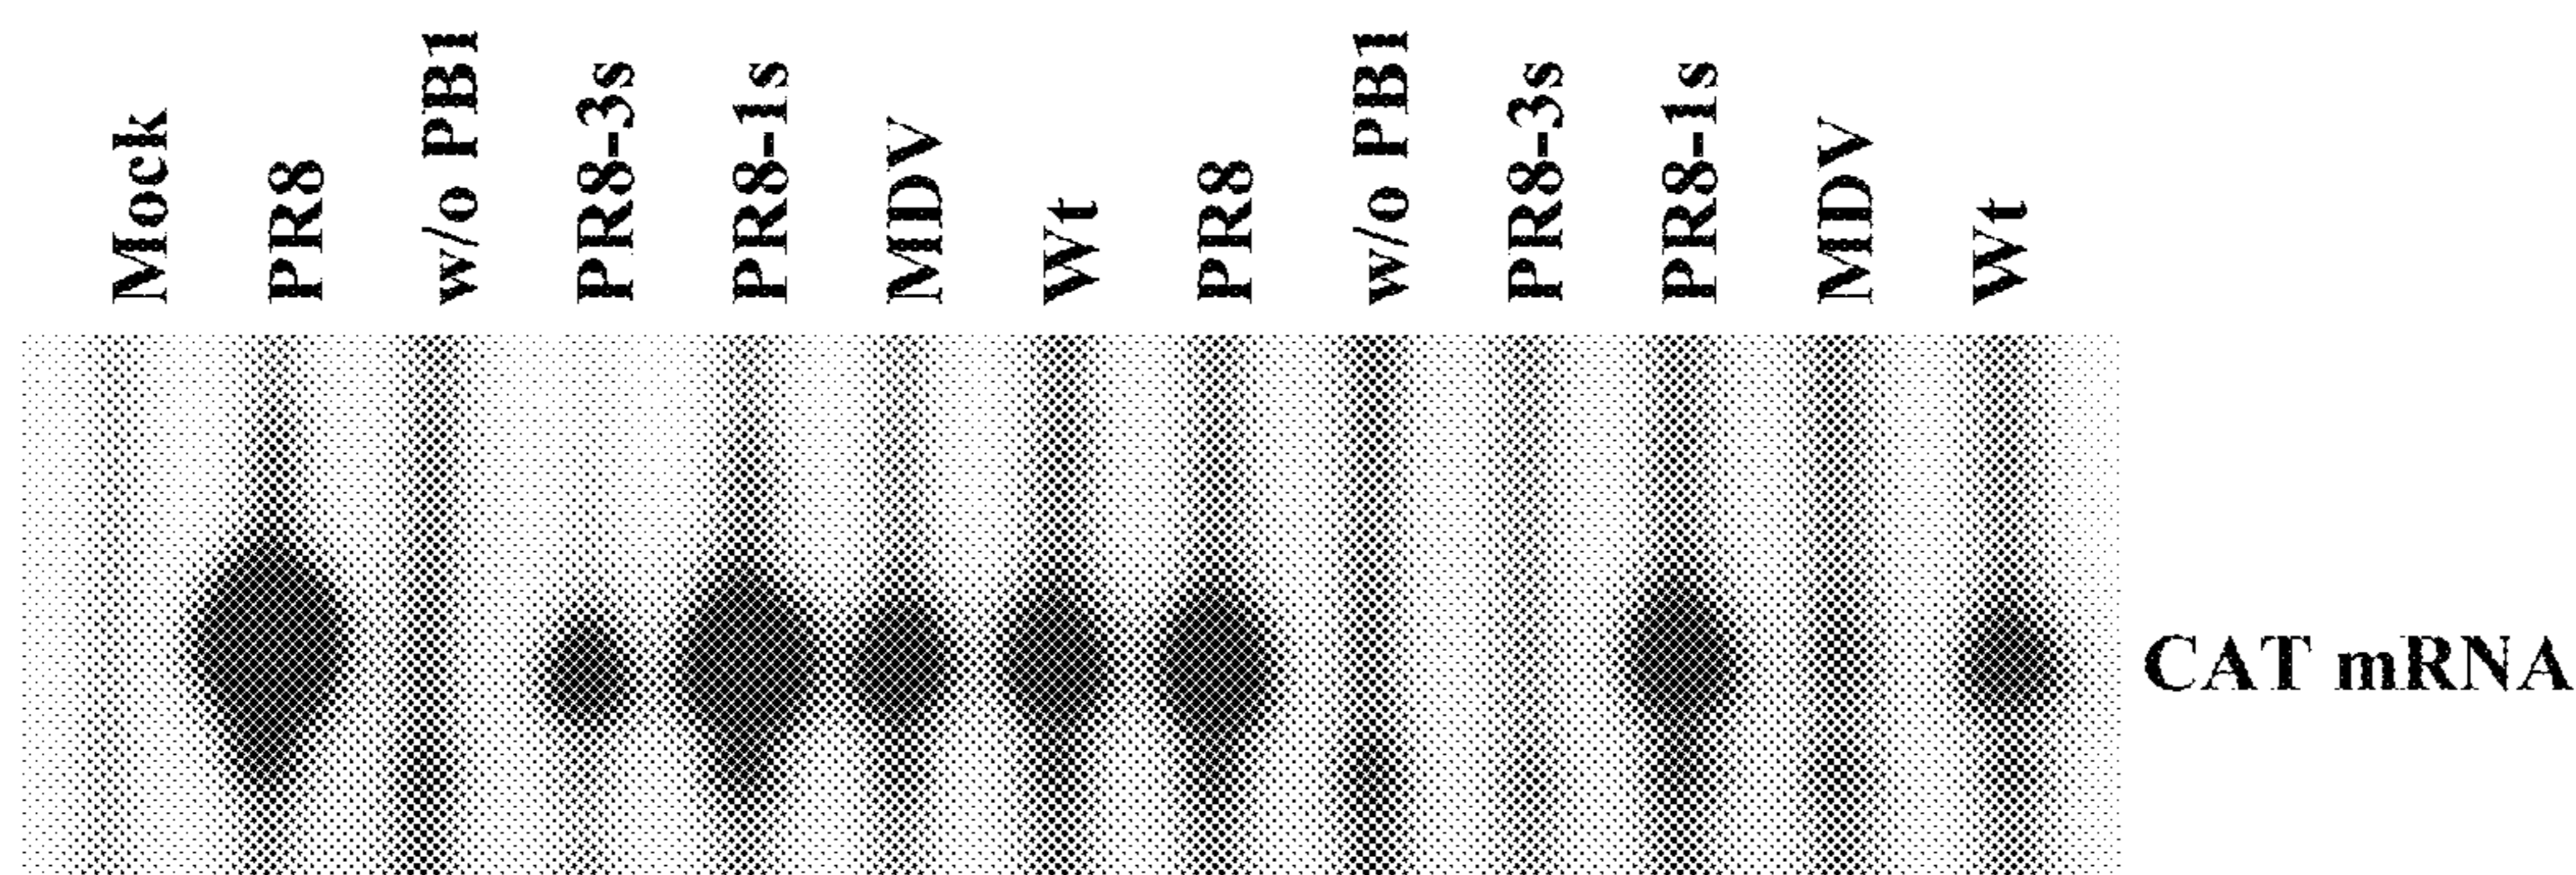 Mock
PR8
w/o PB1
PR8-3s
PR8-1s
MDV
Wt
PR8
w/o PB1
PR8-3s
PR8-1s
MDV
Wt
CAT mRNA